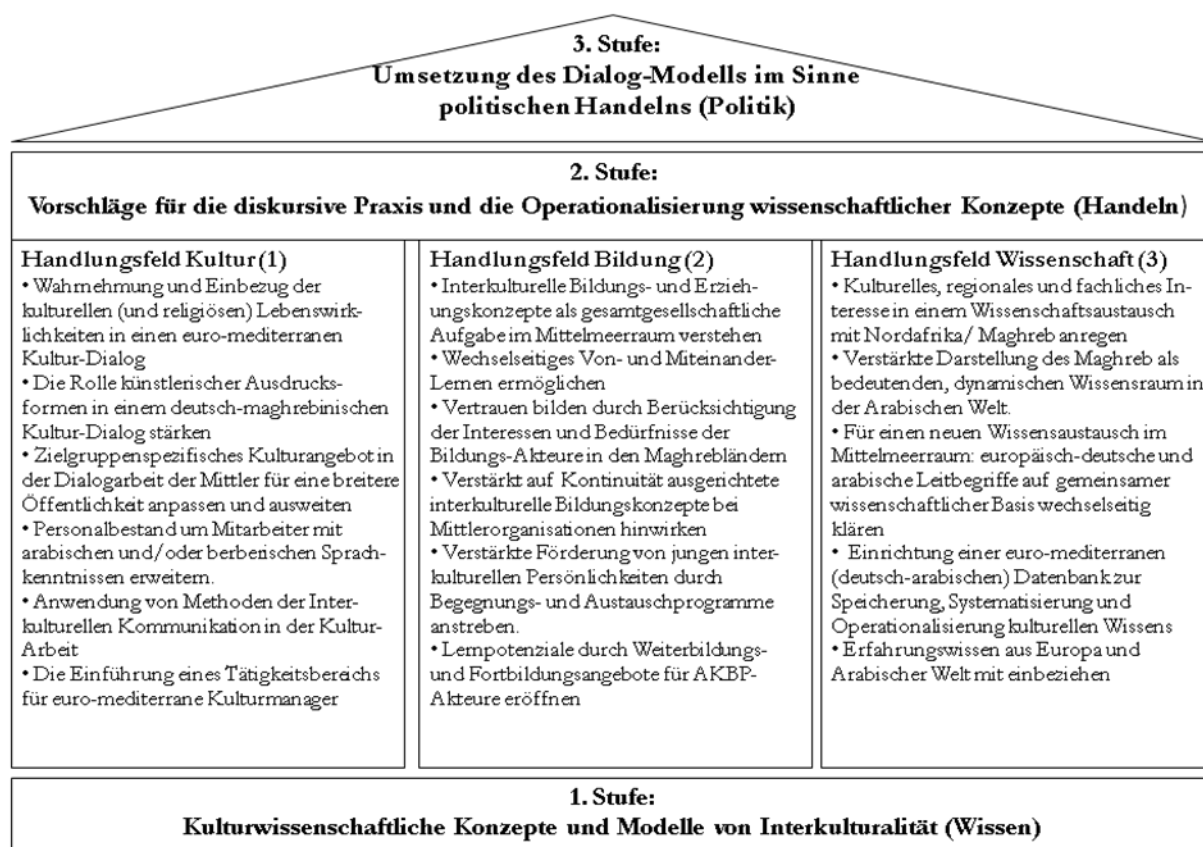 3. Stufe:
Umsetzung des Dialog-Modells im Sinne
politischen Handelns (Politik)
2. Stufe:
Vorschläge für die diskursive Praxis und die Operationalisierung wissenschaftlicher Konzepte (Handeln)
Handlungsfeld Kultur (1)
• Wahrnehmung und Einbezug der
kulturellen (und religiösen) Lebenswirk-
lichkeiten in einen euro-mediterranen
Kultur-Dialog
• Die Rolle künstlerischer Ausdrucks-
formen in einem deutsch-maghrebinischen
Kultur-Dialog stärken
• Zielgruppenspezifisches Kulturangebot in
der Dialogarbeit der Mittler für eine breitere
Öffentlichkeit anpassen und ausweiten
• Personalbestand um Mitarbeiter mit
arabischen und/oder berberischen Sprach-
kenntnissen erweitern.
• Anwendung von Methoden der Inter-
kulturellen Kommunikation in der Kultur-
Arbeit
• Die Einführung eines Tätigkeitsbereichs
für euro-mediterrane Kulturmanager
Handlungsfeld Bildung (2)
• Interkulturelle Bildungs- und Erzieh-
ungskonzepte als gesamtgesellschaftliche
Aufgabe im Mittelmeerraum verstehen
• Wechselseitiges Von- und Miteinander-
Lernen ermöglichen
• Vertrauen bilden durch Berücksichtigung
der Interessen und Bedürfnisse der
Bildungs-Akteure in den Maghrebländern
• Verstärkt auf Kontinuität ausgerichtete
interkulturelle Bildungskonzepte bei
Mittlerorganisationen hinwirken
• Verstärkte Förderung von jungen inter-
kulturellen Persönlichkeiten durch
Begegnungs- und Austauschprogramme
anstreben.
• Lernpotenziale durch Weiterbildungs-
und Fortbildungsangebote für AKBP-
Akteure eröffnen
Handlungsfeld Wissenschaft (3)
• Kulturelles, regionales und fachliches In-
teresse in einem Wissenschaftsaustausch
mit Nordafrika/ Maghreb anregen
• Verstärkte Darstellung des Maghreb als
bedeutenden, dynamischen Wissensraum in
der Arabischen Welt.
• Für einen neuen Wissensaustausch im
Mittelmeerraum: europäisch-deutsche und
arabische Leitbegriffe auf gemeinsamer
wissenschaftlicher Basis wechselseitig
klären
• Einrichtung einer euro-mediterranen
(deutsch-arabischen) Datenbank zur
Speicherung, Systematisierung und
Operationalisierung kulturellen Wissens
• Erfahrungswissen aus Europa und
Arabischer Welt mit einbeziehen
1. Stufe:
Kulturwissenschaftliche Konzepte und Modelle von Interkulturalität (Wissen)